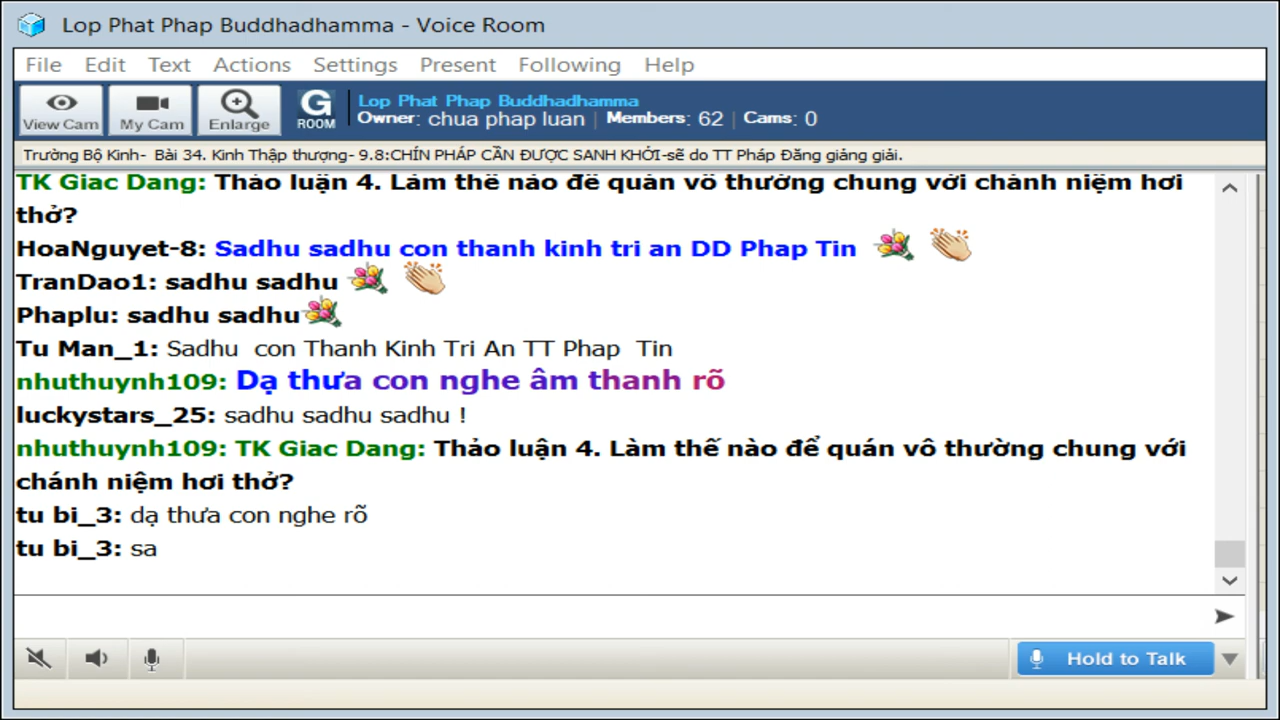 Lop Phat Phap Buddhadhamma - Voice Room
File Edit Text Actions Settings Present Following Help
View Cam My Cam Enlarge G ROOM
Lop Phat Phap Buddhadhamma
Owner: chua phap luan | Members: 62 | Cams: 0
Trường Bộ Kinh- Bài 34. Kinh Thập thượng- 9.8:CHÍN PHÁP CẦN ĐƯỢC SANH KHỞI-sẽ do TT Pháp Đăng giảng giải.
TK Giac Dang: Thảo luận 4. Làm thế nào để quán vô thường chung với chánh niệm hơi
thở?
HoaNguyet-8: Sadhu sadhu con thanh kinh tri an DD Phap Tin
TranDao1: sadhu sadhu
Phaplu: sadhu sadhu
Tu Man_1: Sadhu con Thanh Kinh Tri An TT Phap Tin
nhuthuynh109: Dạ thưa con nghe âm thanh rõ
luckystars_25: sadhu sadhu sadhu !
nhuthuynh109: TK Giac Dang: Thảo luận 4. Làm thế nào để quán vô thường chung với
chánh niệm hơi thở?
tu bi_3: dạ thưa con nghe rõ
tu bi_3: sa
Hold to Talk